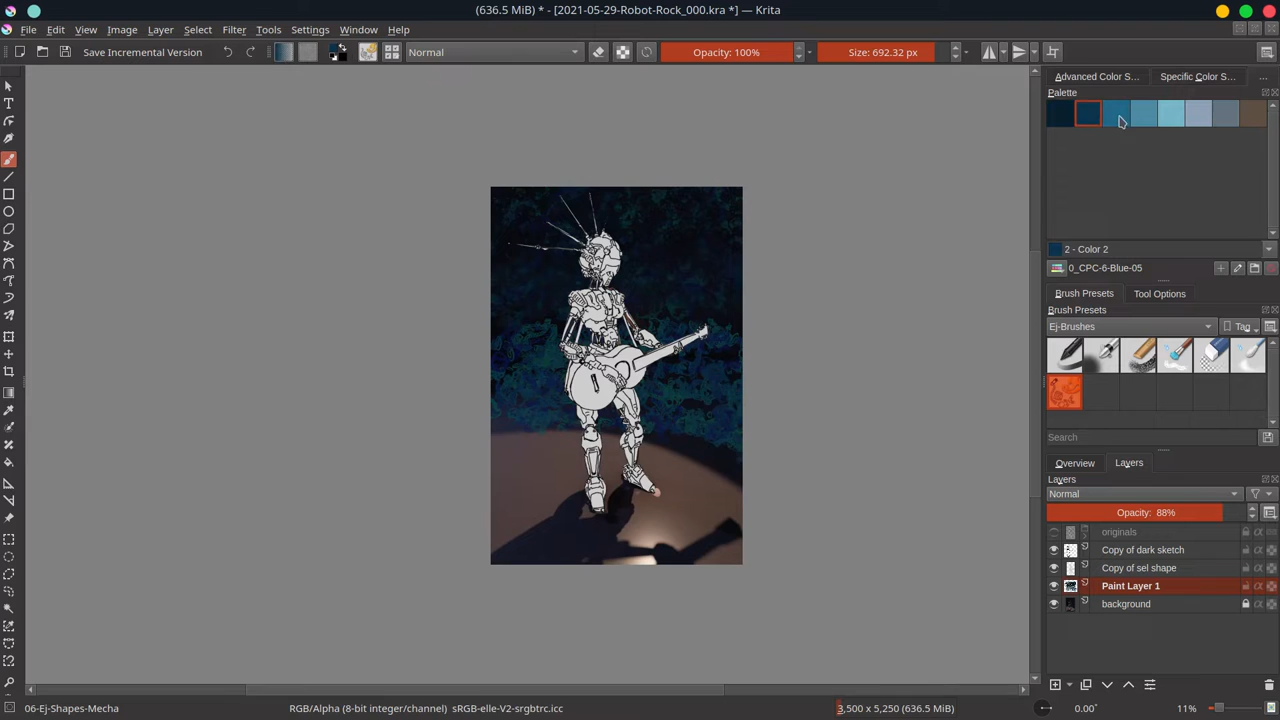 (636.5 MiB) * - [2021-05-29-Robot-Rock_000.kra *] — Krita
File Edit View Image Layer Select Filter Tools Settings Window Help
Save Incremental Version Normal Opacity: 100% Size: 692.32 px
Advanced Color S... Specific Color S... ...
Palette
2 - Color 2
0_CPC-6-Blue-05
Brush Presets Tool Options
Brush Presets
Ej-Brushes Tag
Search
Overview Layers
Layers
Normal
Opacity: 88%
originals
Copy of dark sketch
Copy of sel shape
Paint Layer 1
background
06-Ej-Shapes-Mecha RGB/Alpha (8-bit integer/channel) sRGB-elle-V2-srgbtrc.icc 3,500 x 5,250 (636.5 MiB) 0.00° 11%